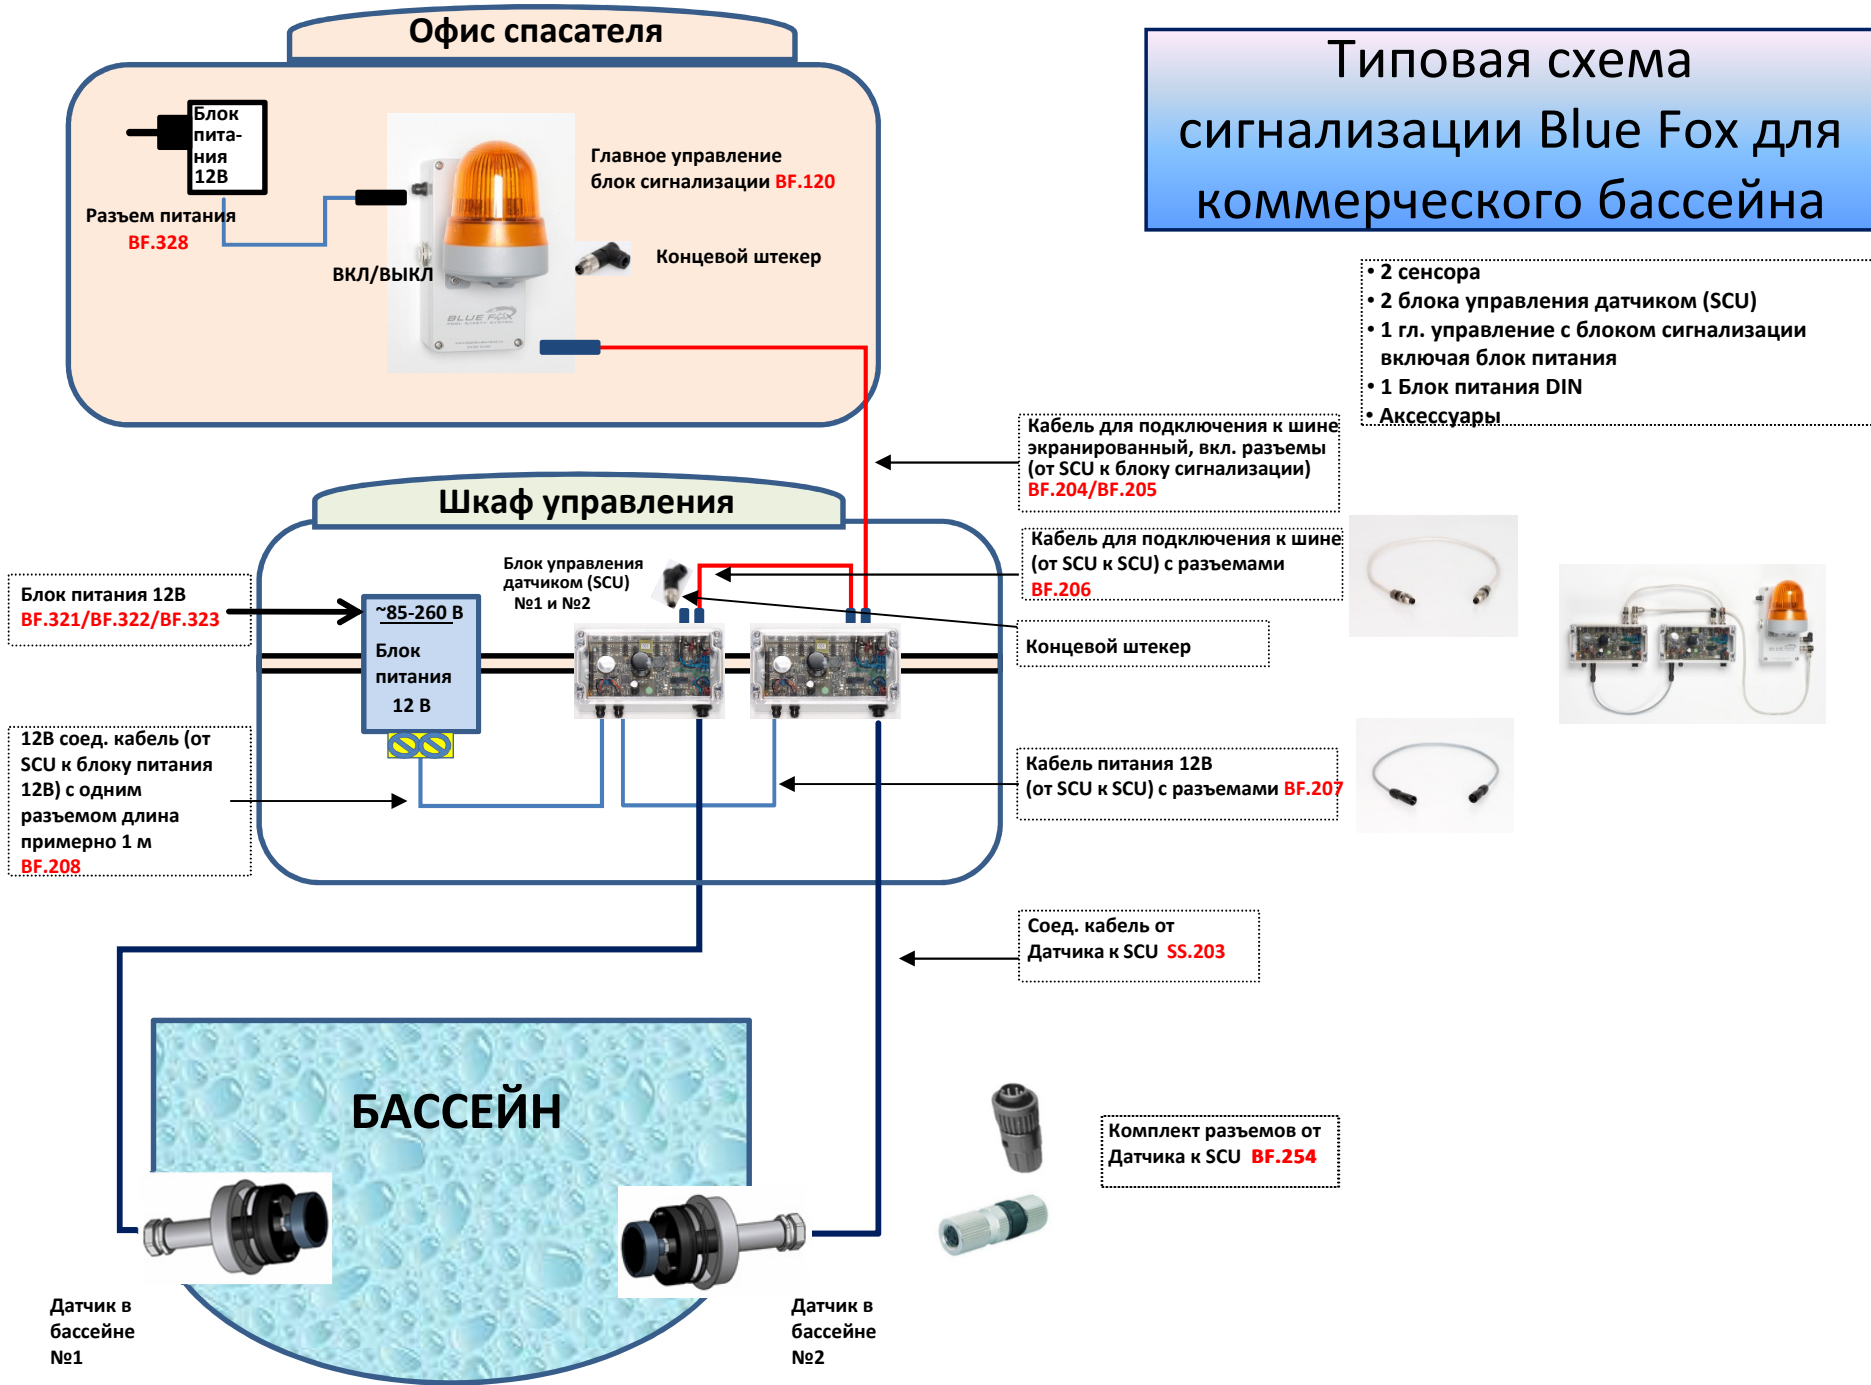 Офис спасателя
Типовая схема
сигнализации Blue Fox для
коммерческого бассейна
Блок
пита-
ния
12В
Разъем питания
BF.328
ВКЛ/ВЫКЛ
Главное управление
блок сигнализации BF.120
Концевой штекер
BLUE FOX
• 2 сенсора
• 2 блока управления датчиком (SCU)
• 1 гл. управление с блоком сигнализации
включая блок питания
• 1 Блок питания DIN
• Аксессуары
Кабель для подключения к шине
экранированный, вкл. разъемы
(от SCU к блоку сигнализации)
BF.204/BF.205
Шкаф управления
Кабель для подключения к шине
(от SCU к SCU) с разъемами
BF.206
Блок управления
датчиком (SCU)
№1 и №2
Блок питания 12В
BF.321/BF.322/BF.323
~85-260 В
Блок
питания
12 В
Концевой штекер
12В соед. кабель (от
SCU к блоку питания
12В) с одним
разъемом длина
примерно 1 м
BF.208
Кабель питания 12В
(от SCU к SCU) с разъемами BF.207
Соед. кабель от
Датчика к SCU SS.203
БАССЕЙН
Комплект разъемов от
Датчика к SCU BF.254
Датчик в
бассейне
№1
Датчик в
бассейне
№2